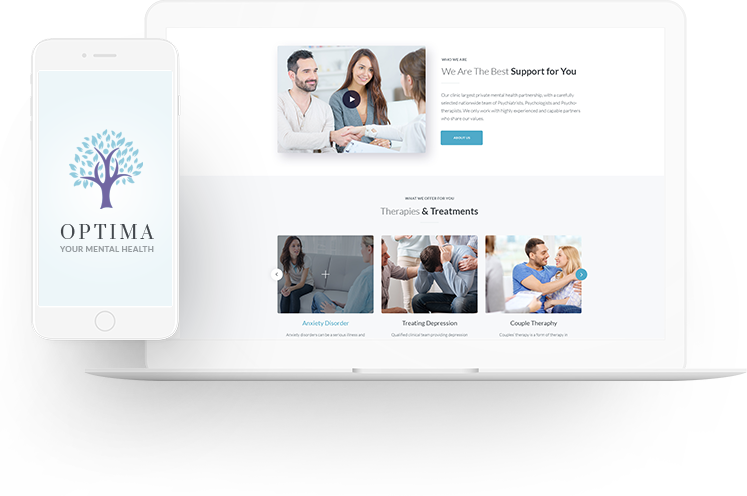 OPTIMA
YOUR MENTAL HEALTH
WHO WE ARE
We Are The Best Support for You
Our clinic largest private mental health partnership, with a carefully
selected nationwide team of Psychiatrists, Psychologists and Psychor
therapists. We only work with highly experienced and capable partners
who share our values.
ABOUT US
WHAT WE OFFER FOR YOU
Therapies & Treatments
Anxiety Disorder
Anxiety disorders can be a serious illness and
Treating Depression
Qualified clinical team providing depression
Couple Theraphy
Couples therapy is a form of therapy in